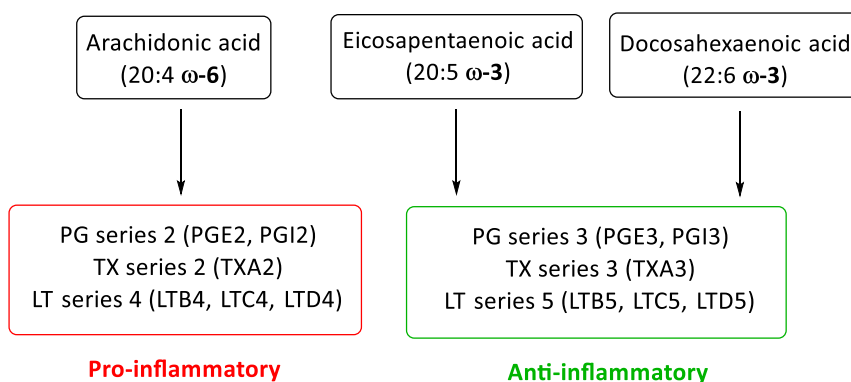 Arachidonic acid
(20:4 ω-6)
Eicosapentaenoic acid
(20:5 ω-3)
Docosahexaenoic acid
(22:6 ω-3)
PG series 2 (PGE2, PGI2)
TX series 2 (TXA2)
LT series 4 (LTB4, LTC4, LTD4)
PG series 3 (PGE3, PGI3)
TX series 3 (TXA3)
LT series 5 (LTB5, LTC5, LTD5)
Pro-inflammatory
Anti-inflammatory